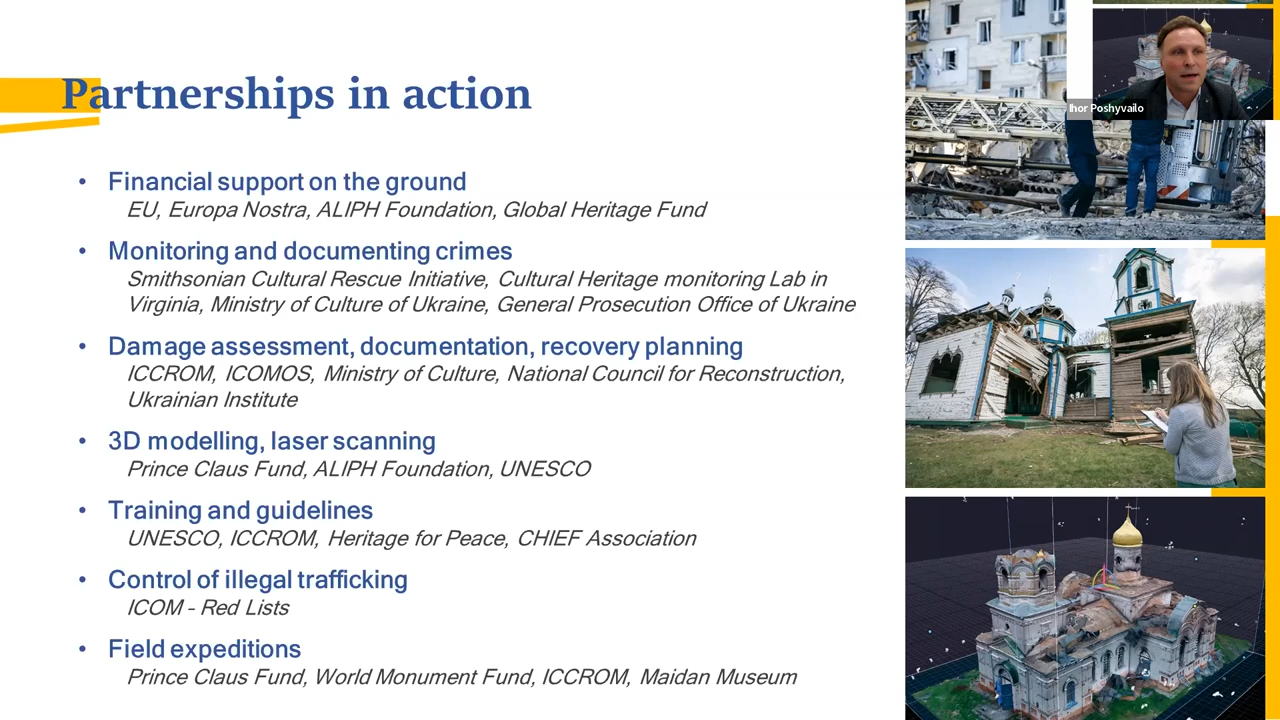 Partnerships in action
Ihor Poshyvailo
• Financial support on the ground
EU, Europa Nostra, ALIPH Foundation, Global Heritage Fund
• Monitoring and documenting crimes
Smithsonian Cultural Rescue Initiative, Cultural Heritage monitoring Lab in
Virginia, Ministry of Culture of Ukraine, General Prosecution Office of Ukraine
• Damage assessment, documentation, recovery planning
ICCROM, ICOMOS, Ministry of Culture, National Council for Reconstruction,
Ukrainian Institute
• 3D modelling, laser scanning
Prince Claus Fund, ALIPH Foundation, UNESCO
• Training and guidelines
UNESCO, ICCROM, Heritage for Peace, CHIEF Association
• Control of illegal trafficking
ICOM - Red Lists
• Field expeditions
Prince Claus Fund, World Monument Fund, ICCROM, Maidan Museum